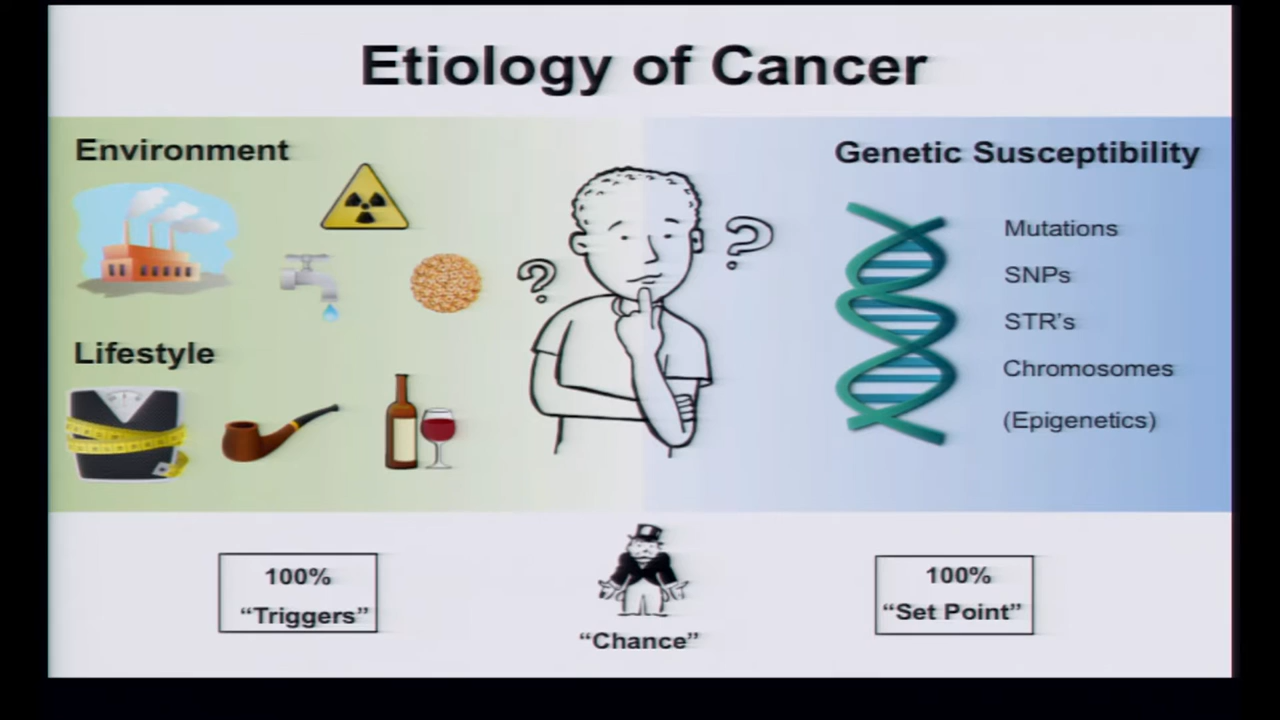 Etiology of Cancer
Environment
Lifestyle
Genetic Susceptibility
Mutations
SNPs
STR's
Chromosomes
(Epigenetics)
100%
“Triggers”
“Chance”
100%
“Set Point”